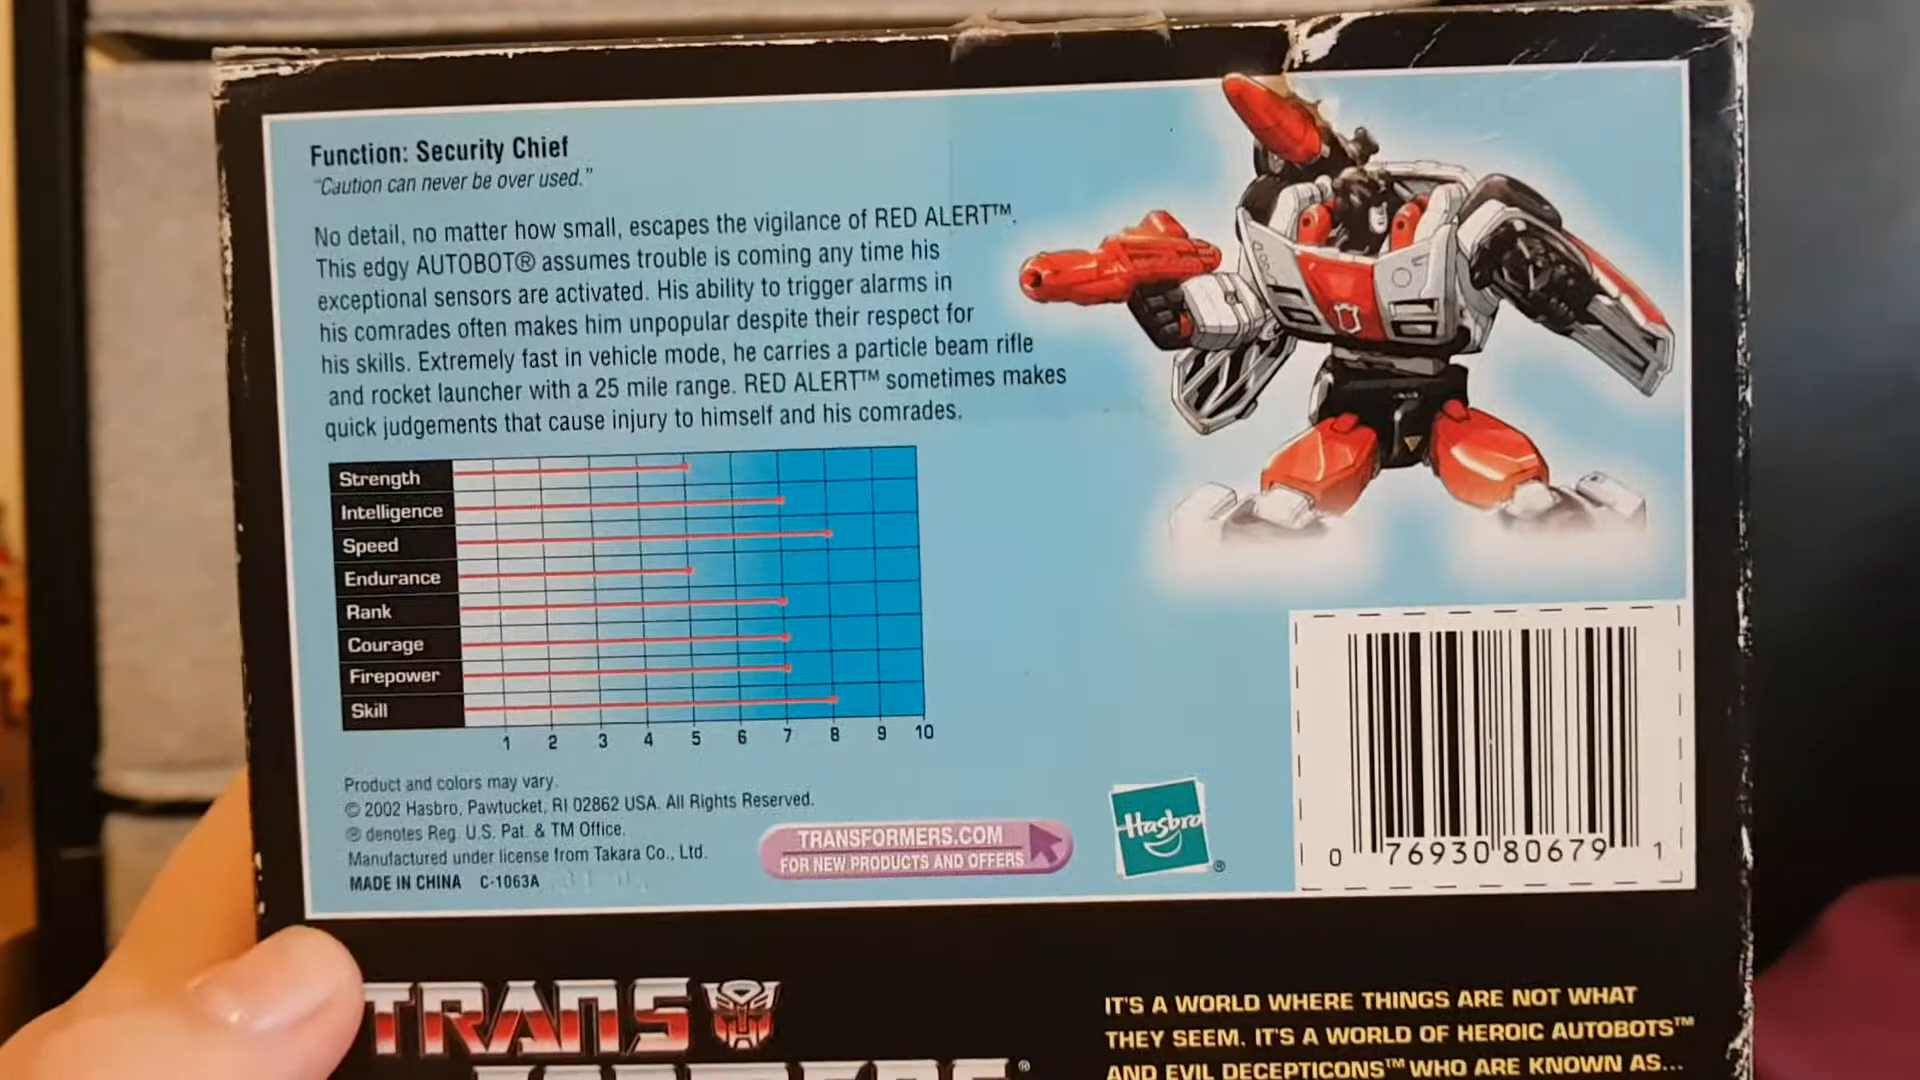 Function: Security Chief
"Caution can never be over used."
No detail, no matter how small, escapes the vigilance of RED ALERT™.
This edgy AUTOBOT® assumes trouble is coming any time his
exceptional sensors are activated. His ability to trigger alarms in
his comrades often makes him unpopular despite their respect for
his skills. Extremely fast in vehicle mode, he carries a particle beam rifle
and rocket launcher with a 25 mile range. RED ALERT™ sometimes makes
quick judgements that cause injury to himself and his comrades.
Strength
Intelligence
Speed
Endurance
Rank
Courage
Firepower
Skill
1 2 3 4 5 6 7 8 9 10
Product and colors may vary.
© 2002 Hasbro, Pawtucket, RI 02862 USA. All Rights Reserved.
® denotes Reg. U.S. Pat. & TM Office.
Manufactured under license from Takara Co., Ltd.
MADE IN CHINA C-1063A
TRANSFORMERS.COM
FOR NEW PRODUCTS AND OFFERS
Hasbro
®
0 76930 80679 1
TRANS
®
IT'S A WORLD WHERE THINGS ARE NOT WHAT
THEY SEEM. IT'S A WORLD OF HEROIC AUTOBOTS™
AND EVIL DECEPTICONS™ WHO ARE KNOWN AS...